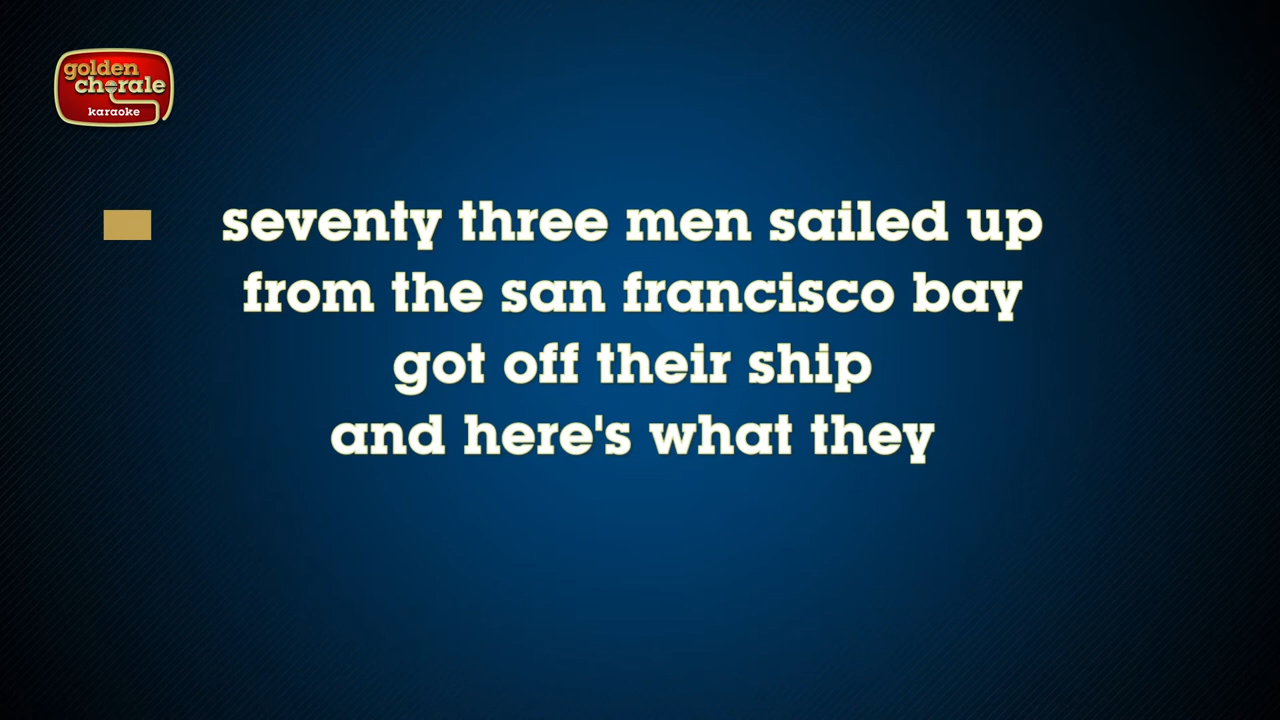 golden
chorale
karaoke
seventy three men sailed up
from the san francisco bay
got off their ship
and here's what they